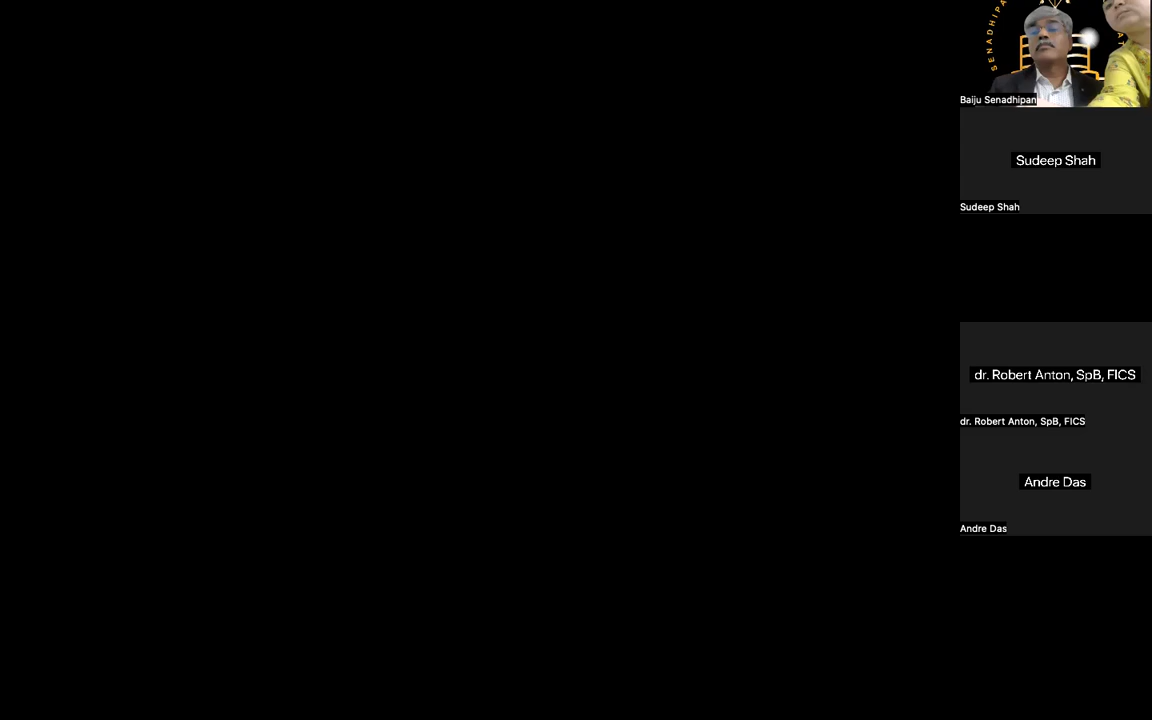 SENADHIPA
AT
Baiju Senadhipan
Sudeep Shah
Sudeep Shah
dr. Robert Anton, SpB, FICS
dr. Robert Anton, SpB, FICS
Andre Das
Andre Das